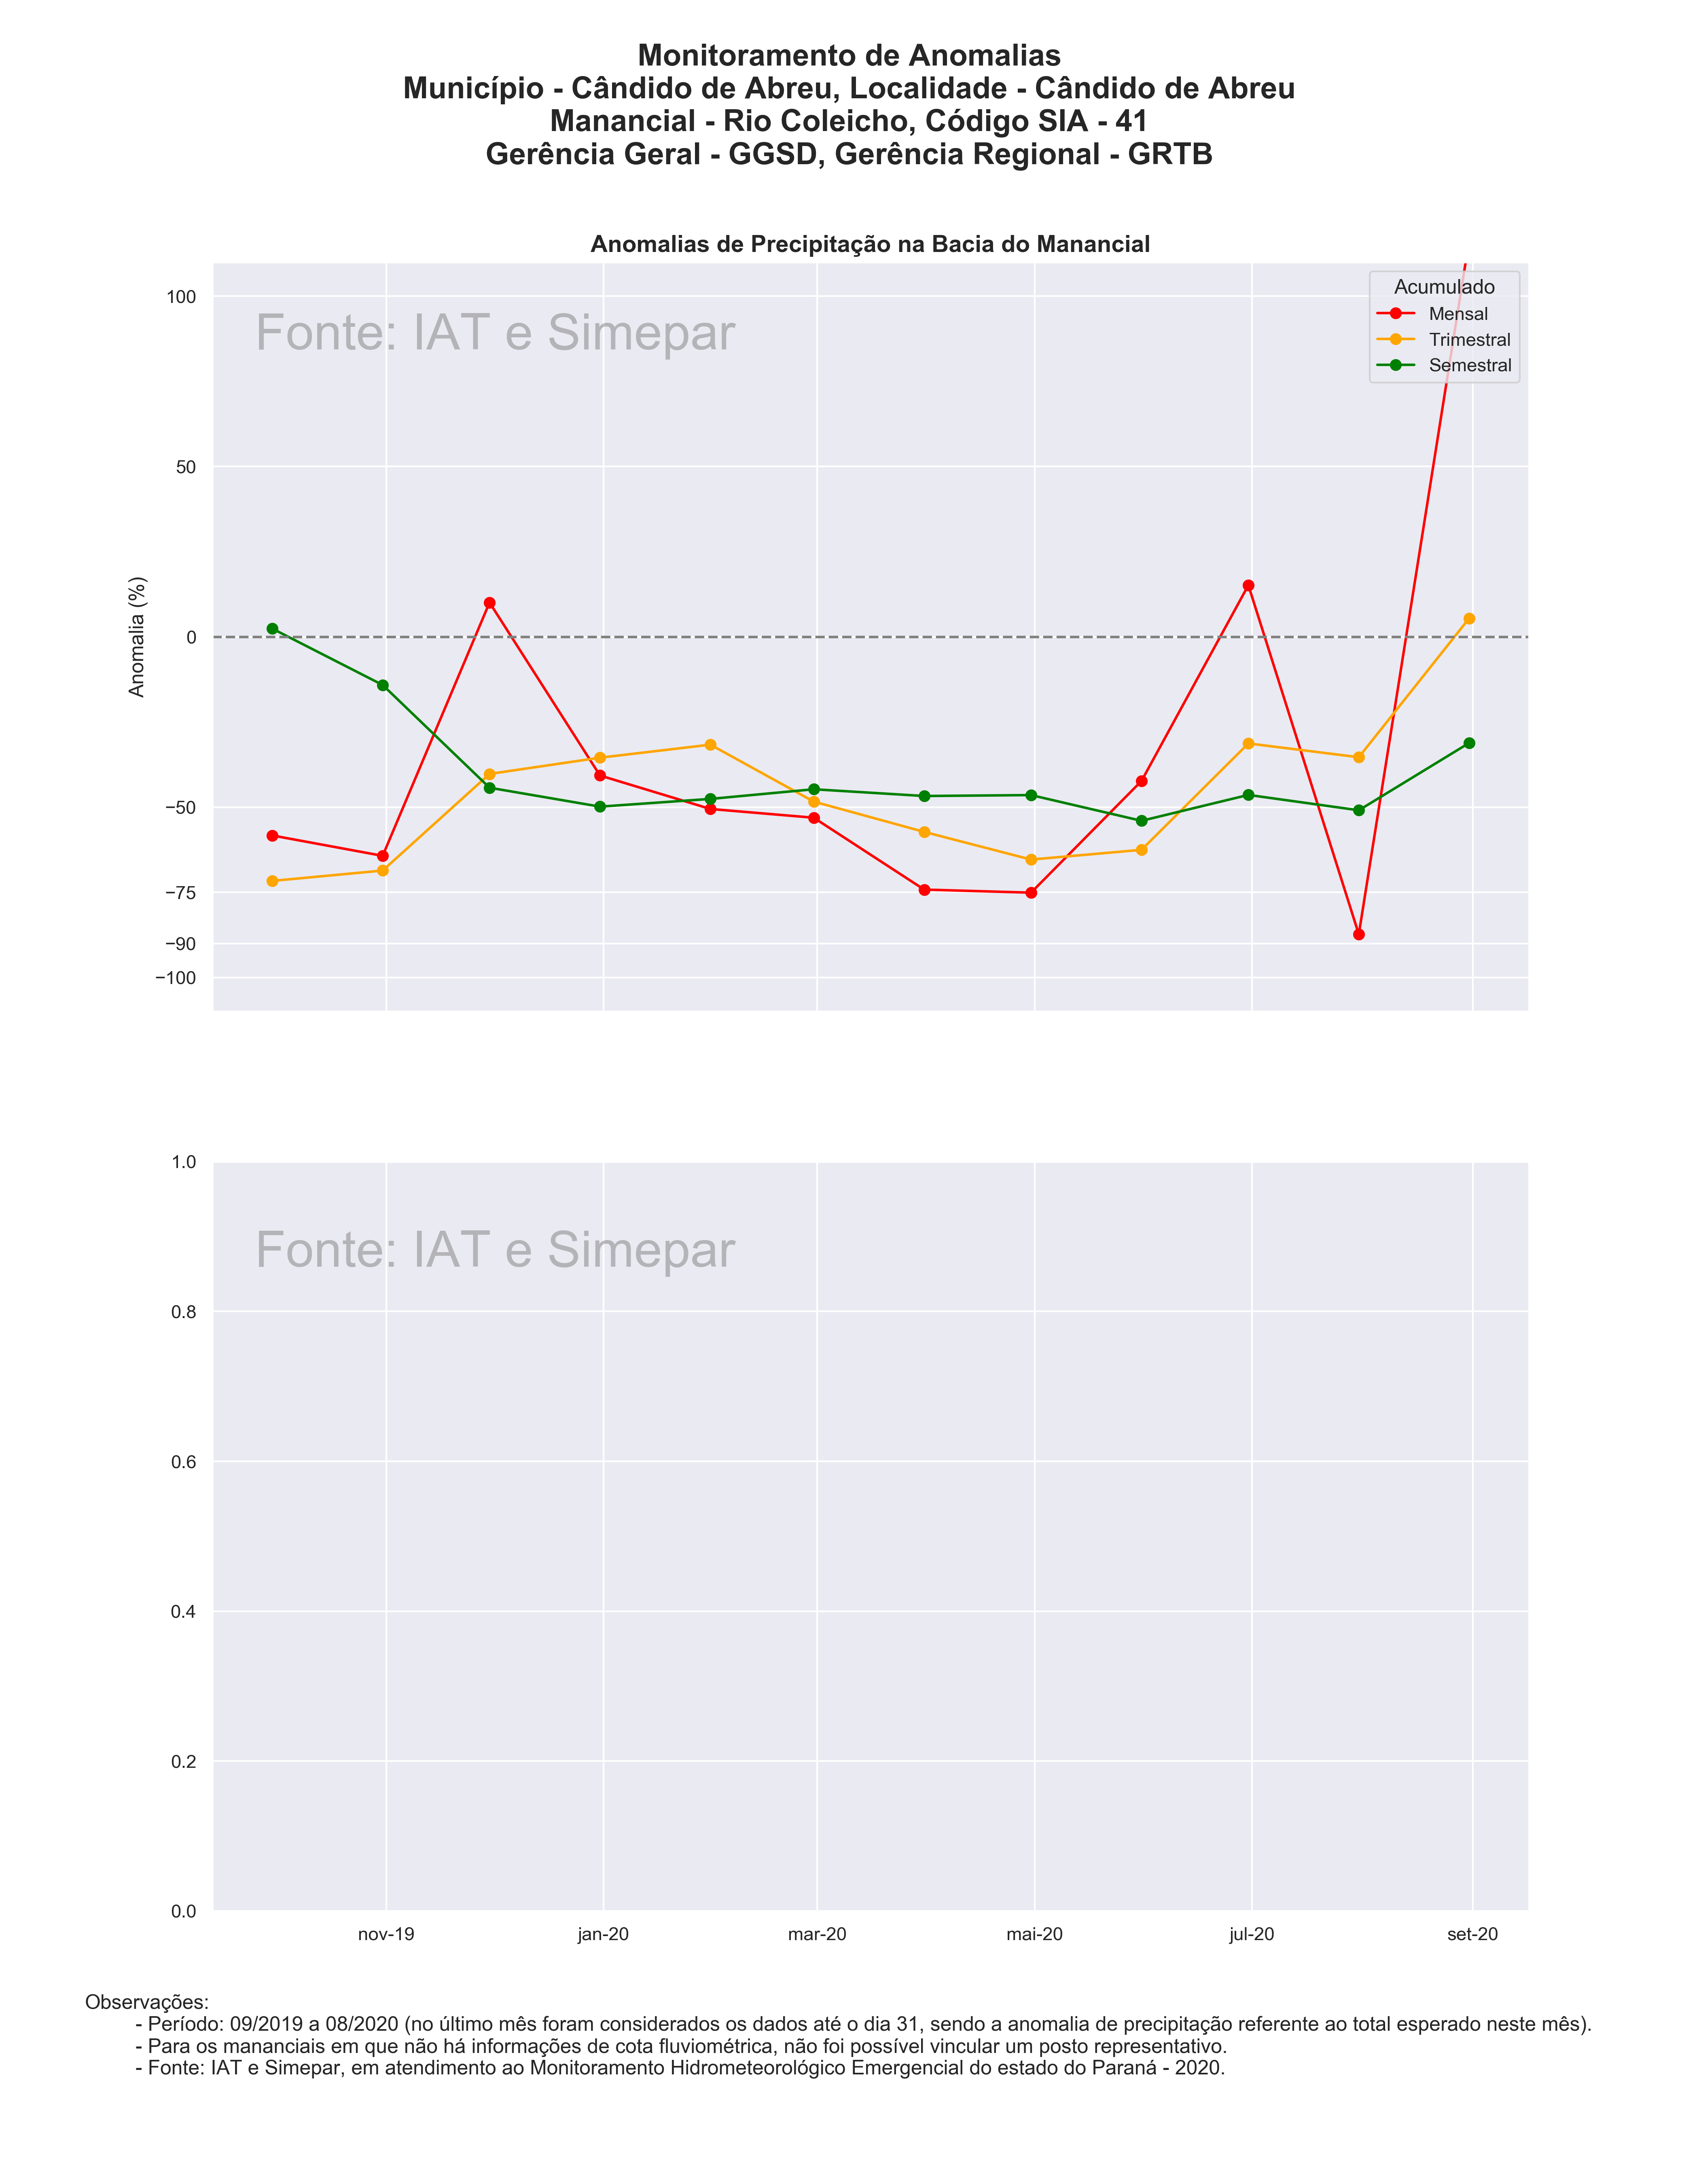 Monitoramento de Anomalias
Município - Cândido de Abreu, Localidade - Cândido de Abreu
Manancial - Rio Coleicho, Código SIA - 41
Gerência Geral - GGSD, Gerência Regional - GRTB
Anomalias de Precipitação na Bacia do Manancial
Fonte: IAT e Simepar
Acumulado
Mensal
Trimestral
Semestral
Anomalia (%)
100
50
0
−50
−75
−90
−100
Fonte: IAT e Simepar
1.0
0.8
0.6
0.4
0.2
0.0
nov-19 jan-20 mar-20 mai-20 jul-20 set-20
Observações:
- Período: 09/2019 a 08/2020 (no último mês foram considerados os dados até o dia 31, sendo a anomalia de precipitação referente ao total esperado neste mês).
- Para os mananciais em que não há informações de cota fluviométrica, não foi possível vincular um posto representativo.
- Fonte: IAT e Simepar, em atendimento ao Monitoramento Hidrometeorológico Emergencial do estado do Paraná - 2020.